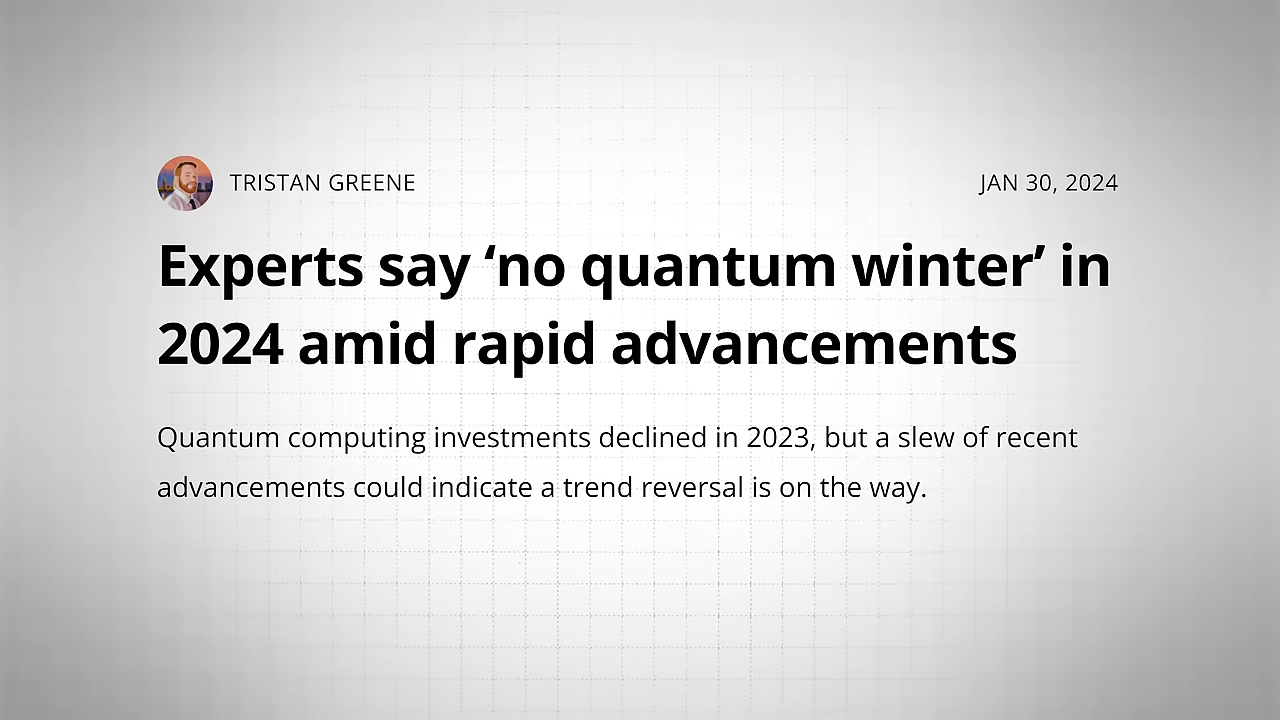 TRISTAN GREENE
JAN 30, 2024
Experts say ‘no quantum winter’ in
2024 amid rapid advancements
Quantum computing investments declined in 2023, but a slew of recent
advancements could indicate a trend reversal is on the way.